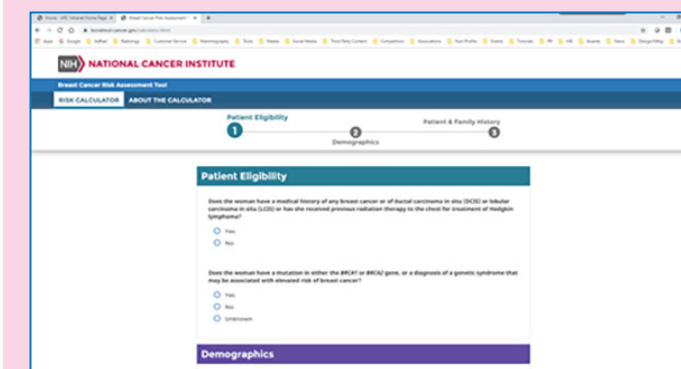 NIH NATIONAL CANCER INSTITUTE
Breast Cancer Risk Assessment Tool
RISK CALCULATOR ABOUT THE CALCULATOR
Patient Eligibility
Patient & Family History
1 2 3
Demographics
Patient Eligibility
Does the woman have a medical history of any breast cancer or of ductal carcinoma in situ (DCIS) or lobular
carcinoma in situ (LCIS) or has she received previous radiation therapy to the chest for treatment of Hodgkin
lymphoma?
Yes
No
Does the woman have a mutation in either the BRCA1 or BRCA2 gene, or a diagnosis of a genetic syndrome that
may be associated with elevated risk of breast cancer?
Yes
No
Unknown
Demographics